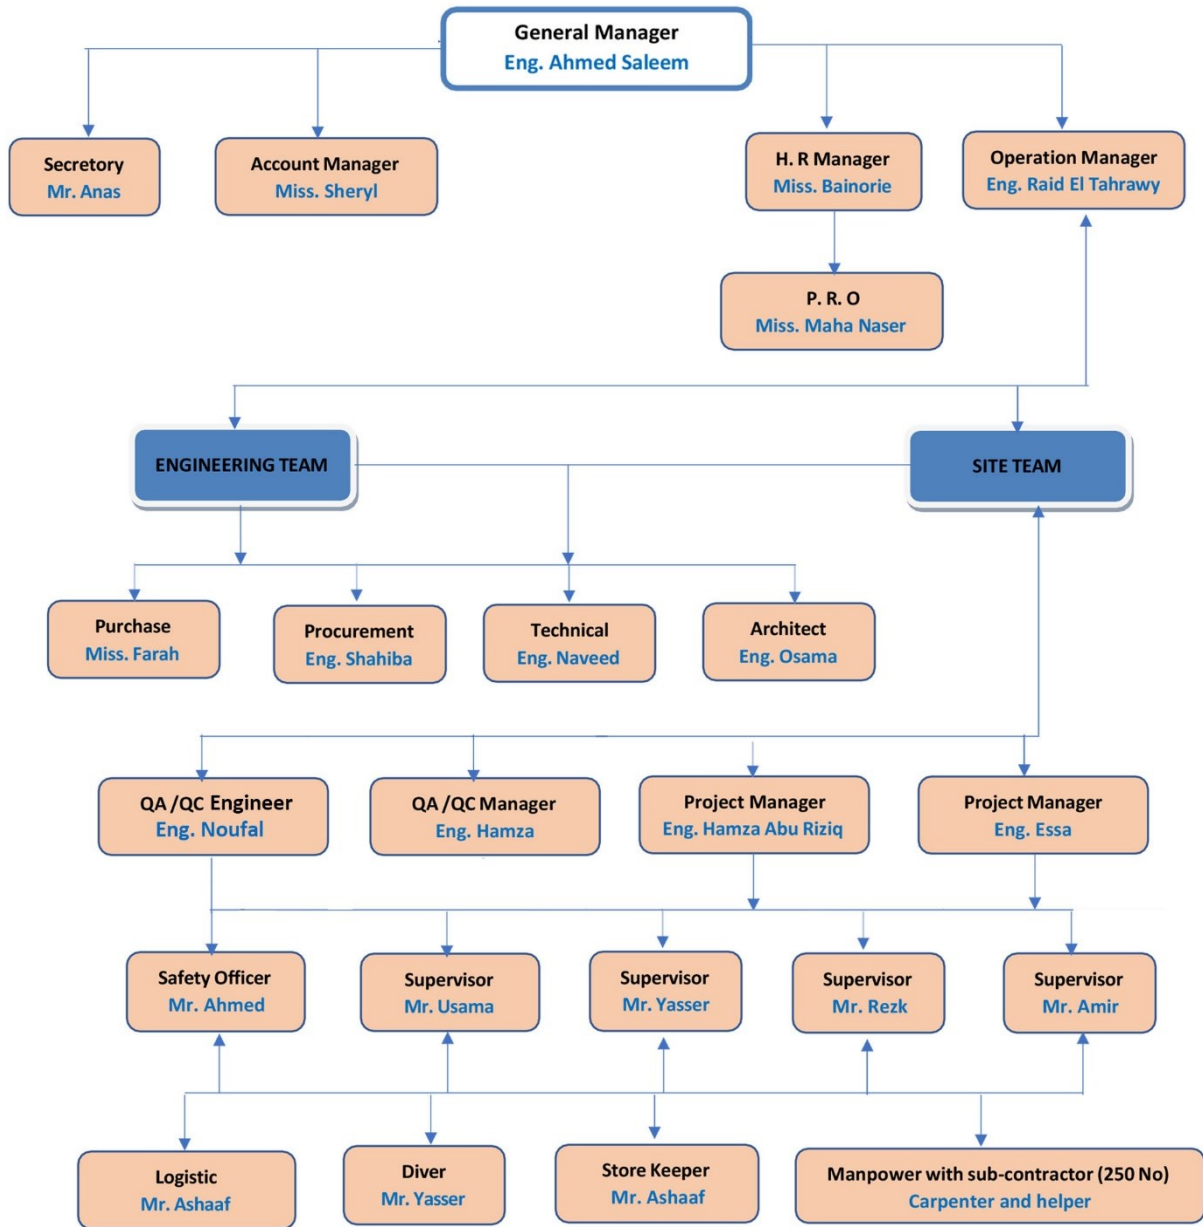 General Manager
Eng. Ahmed Saleem
Secretory
Mr. Anas
Account Manager
Miss. Sheryl
H. R Manager
Miss. Bainorie
Operation Manager
Eng. Raid El Tahrawy
P. R. O
Miss. Maha Naser
ENGINEERING TEAM
SITE TEAM
Purchase
Miss. Farah
Procurement
Eng. Shahiba
Technical
Eng. Naveed
Architect
Eng. Osama
QA /QC Engineer
Eng. Noufal
QA /QC Manager
Eng. Hamza
Project Manager
Eng. Hamza Abu Riziq
Project Manager
Eng. Essa
Safety Officer
Mr. Ahmed
Supervisor
Mr. Usama
Supervisor
Mr. Yasser
Supervisor
Mr. Rezk
Supervisor
Mr. Amir
Logistic
Mr. Ashaaf
Diver
Mr. Yasser
Store Keeper
Mr. Ashaaf
Manpower with sub-contractor (250 No)
Carpenter and helper